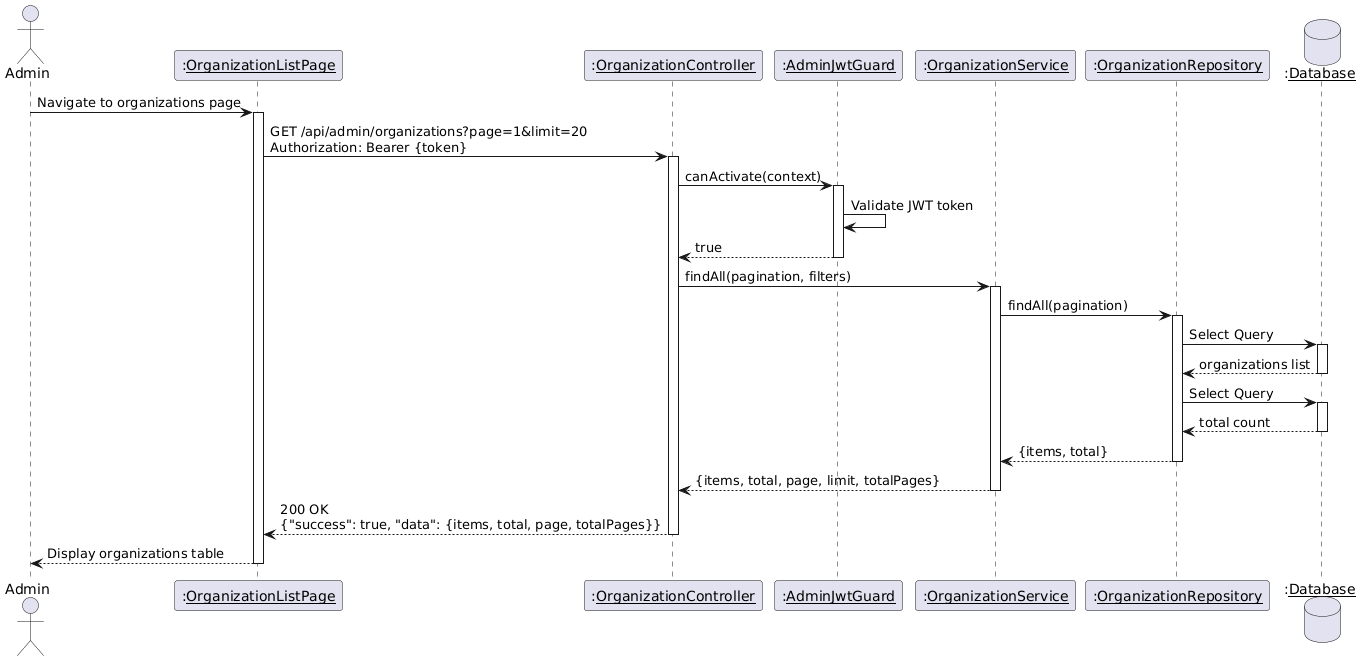 Admin
:OrganizationListPage
:OrganizationController
:AdminJwtGuard
:OrganizationService
:OrganizationRepository
:Database
Navigate to organizations page
GET /api/admin/organizations?page=1&limit=20
Authorization: Bearer {token}
canActivate(context)
Validate JWT token
true
findAll(pagination, filters)
findAll(pagination)
Select Query
organizations list
Select Query
total count
{items, total}
{items, total, page, limit, totalPages}
200 OK
{"success": true, "data": {items, total, page, totalPages}}
Display organizations table
Admin
:OrganizationListPage
:OrganizationController
:AdminJwtGuard
:OrganizationService
:OrganizationRepository
:Database